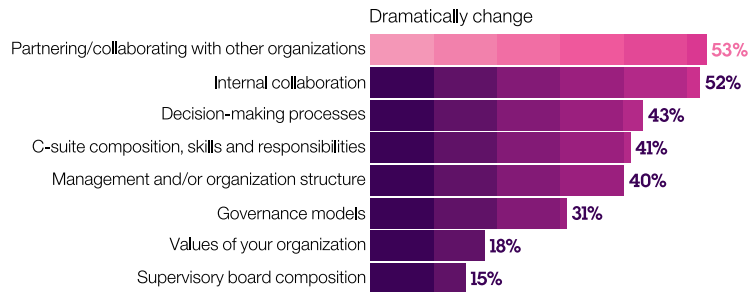 Dramatically change
Partnering/collaborating with other organizations 53%
Internal collaboration 52%
Decision-making processes 43%
C-suite composition, skills and responsibilities 41%
Management and/or organization structure 40%
Governance models 31%
Values of your organization 18%
Supervisory board composition 15%